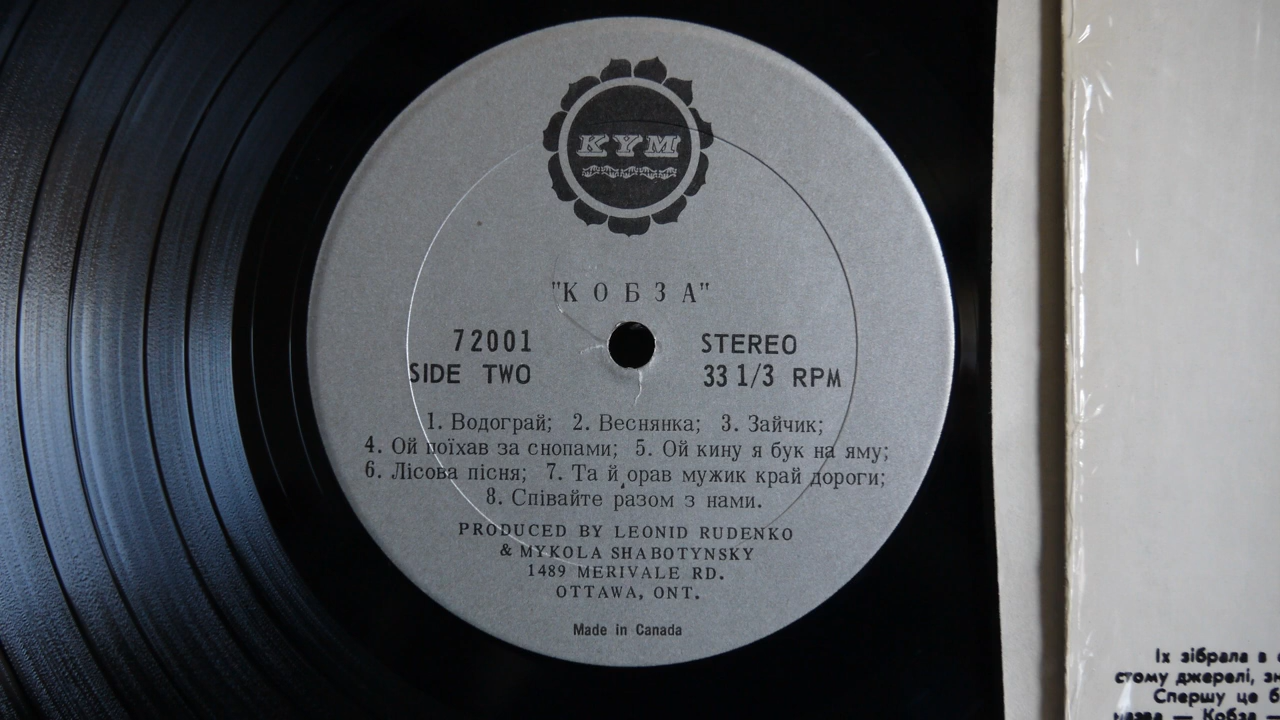 KYM
"КОБЗА"
72001 STEREO
SIDE TWO 33 1/3 RPM
1. Водограй; 2. Веснянка; 3. Зайчик;
4. Ой поїхав за снопами; 5. Ой кину я бук на яму;
6. Лісова пісня; 7. Та й орав мужик край дороги;
8. Співайте разом з нами.
PRODUCED BY LEONID RUDENKO
& MYKOLA SHABOTYNSKY
1489 MERIVALE RD.
OTTAWA, ONT.
Made in Canada
Їх зібрала в
стому джерелі,
Спершу це
назва — Кобза —